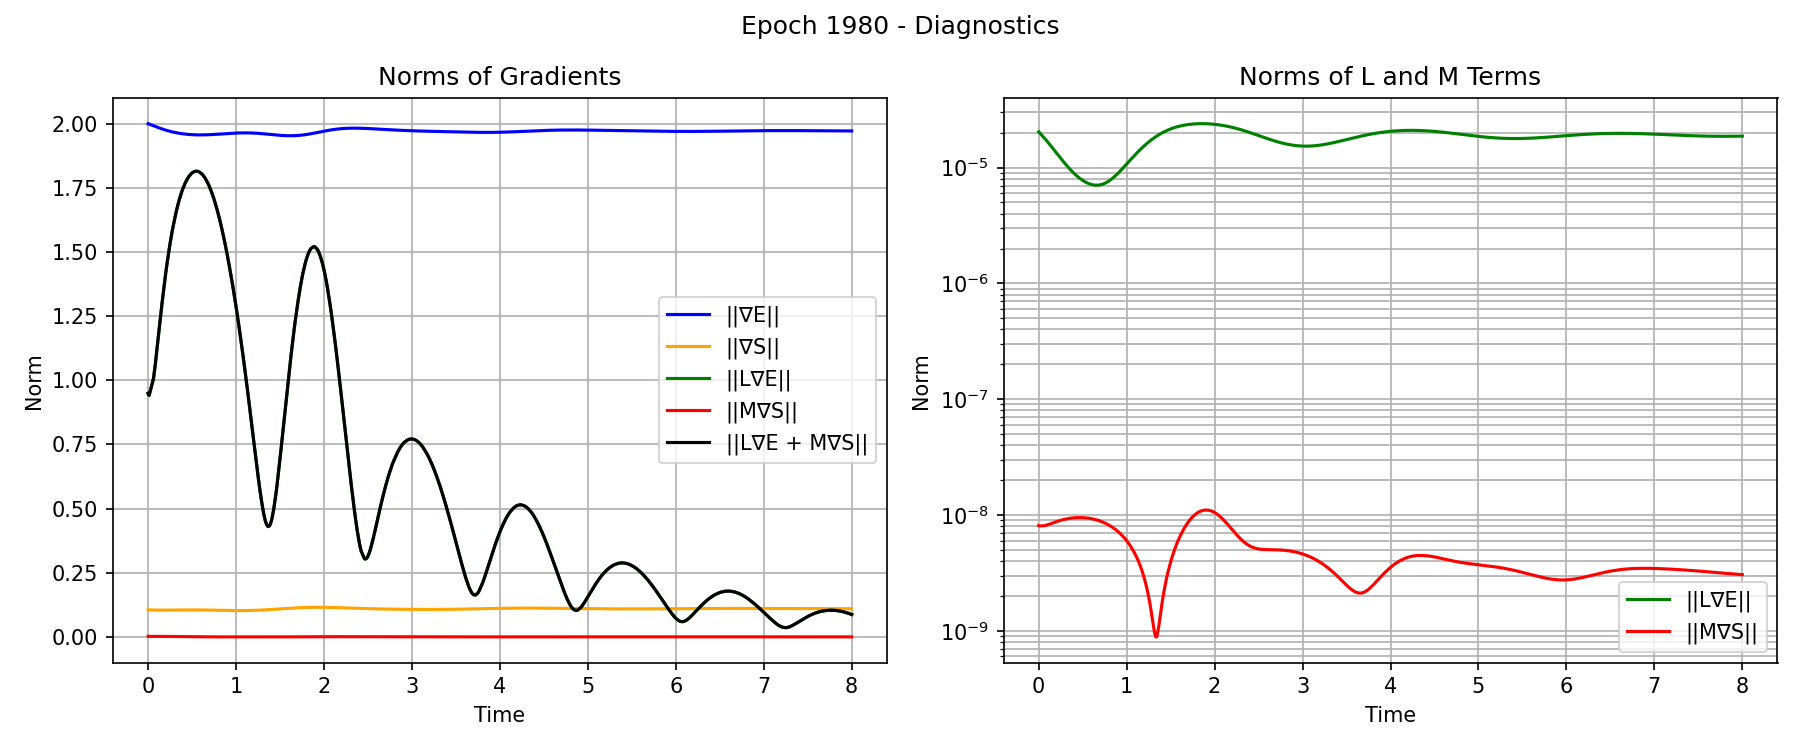 Epoch 1980 - Diagnostics
Norms of Gradients
Norm
2.00
1.75
1.50
1.25
1.00
0.75
0.50
0.25
0.00
0 1 2 3 4 5 6 7 8
Time
||∇E||
||∇S||
||L∇E||
||M∇S||
||L∇E + M∇S||
Norms of L and M Terms
Norm
10⁻⁵
10⁻⁶
10⁻⁷
10⁻⁸
10⁻⁹
0 1 2 3 4 5 6 7 8
Time
||L∇E||
||M∇S||